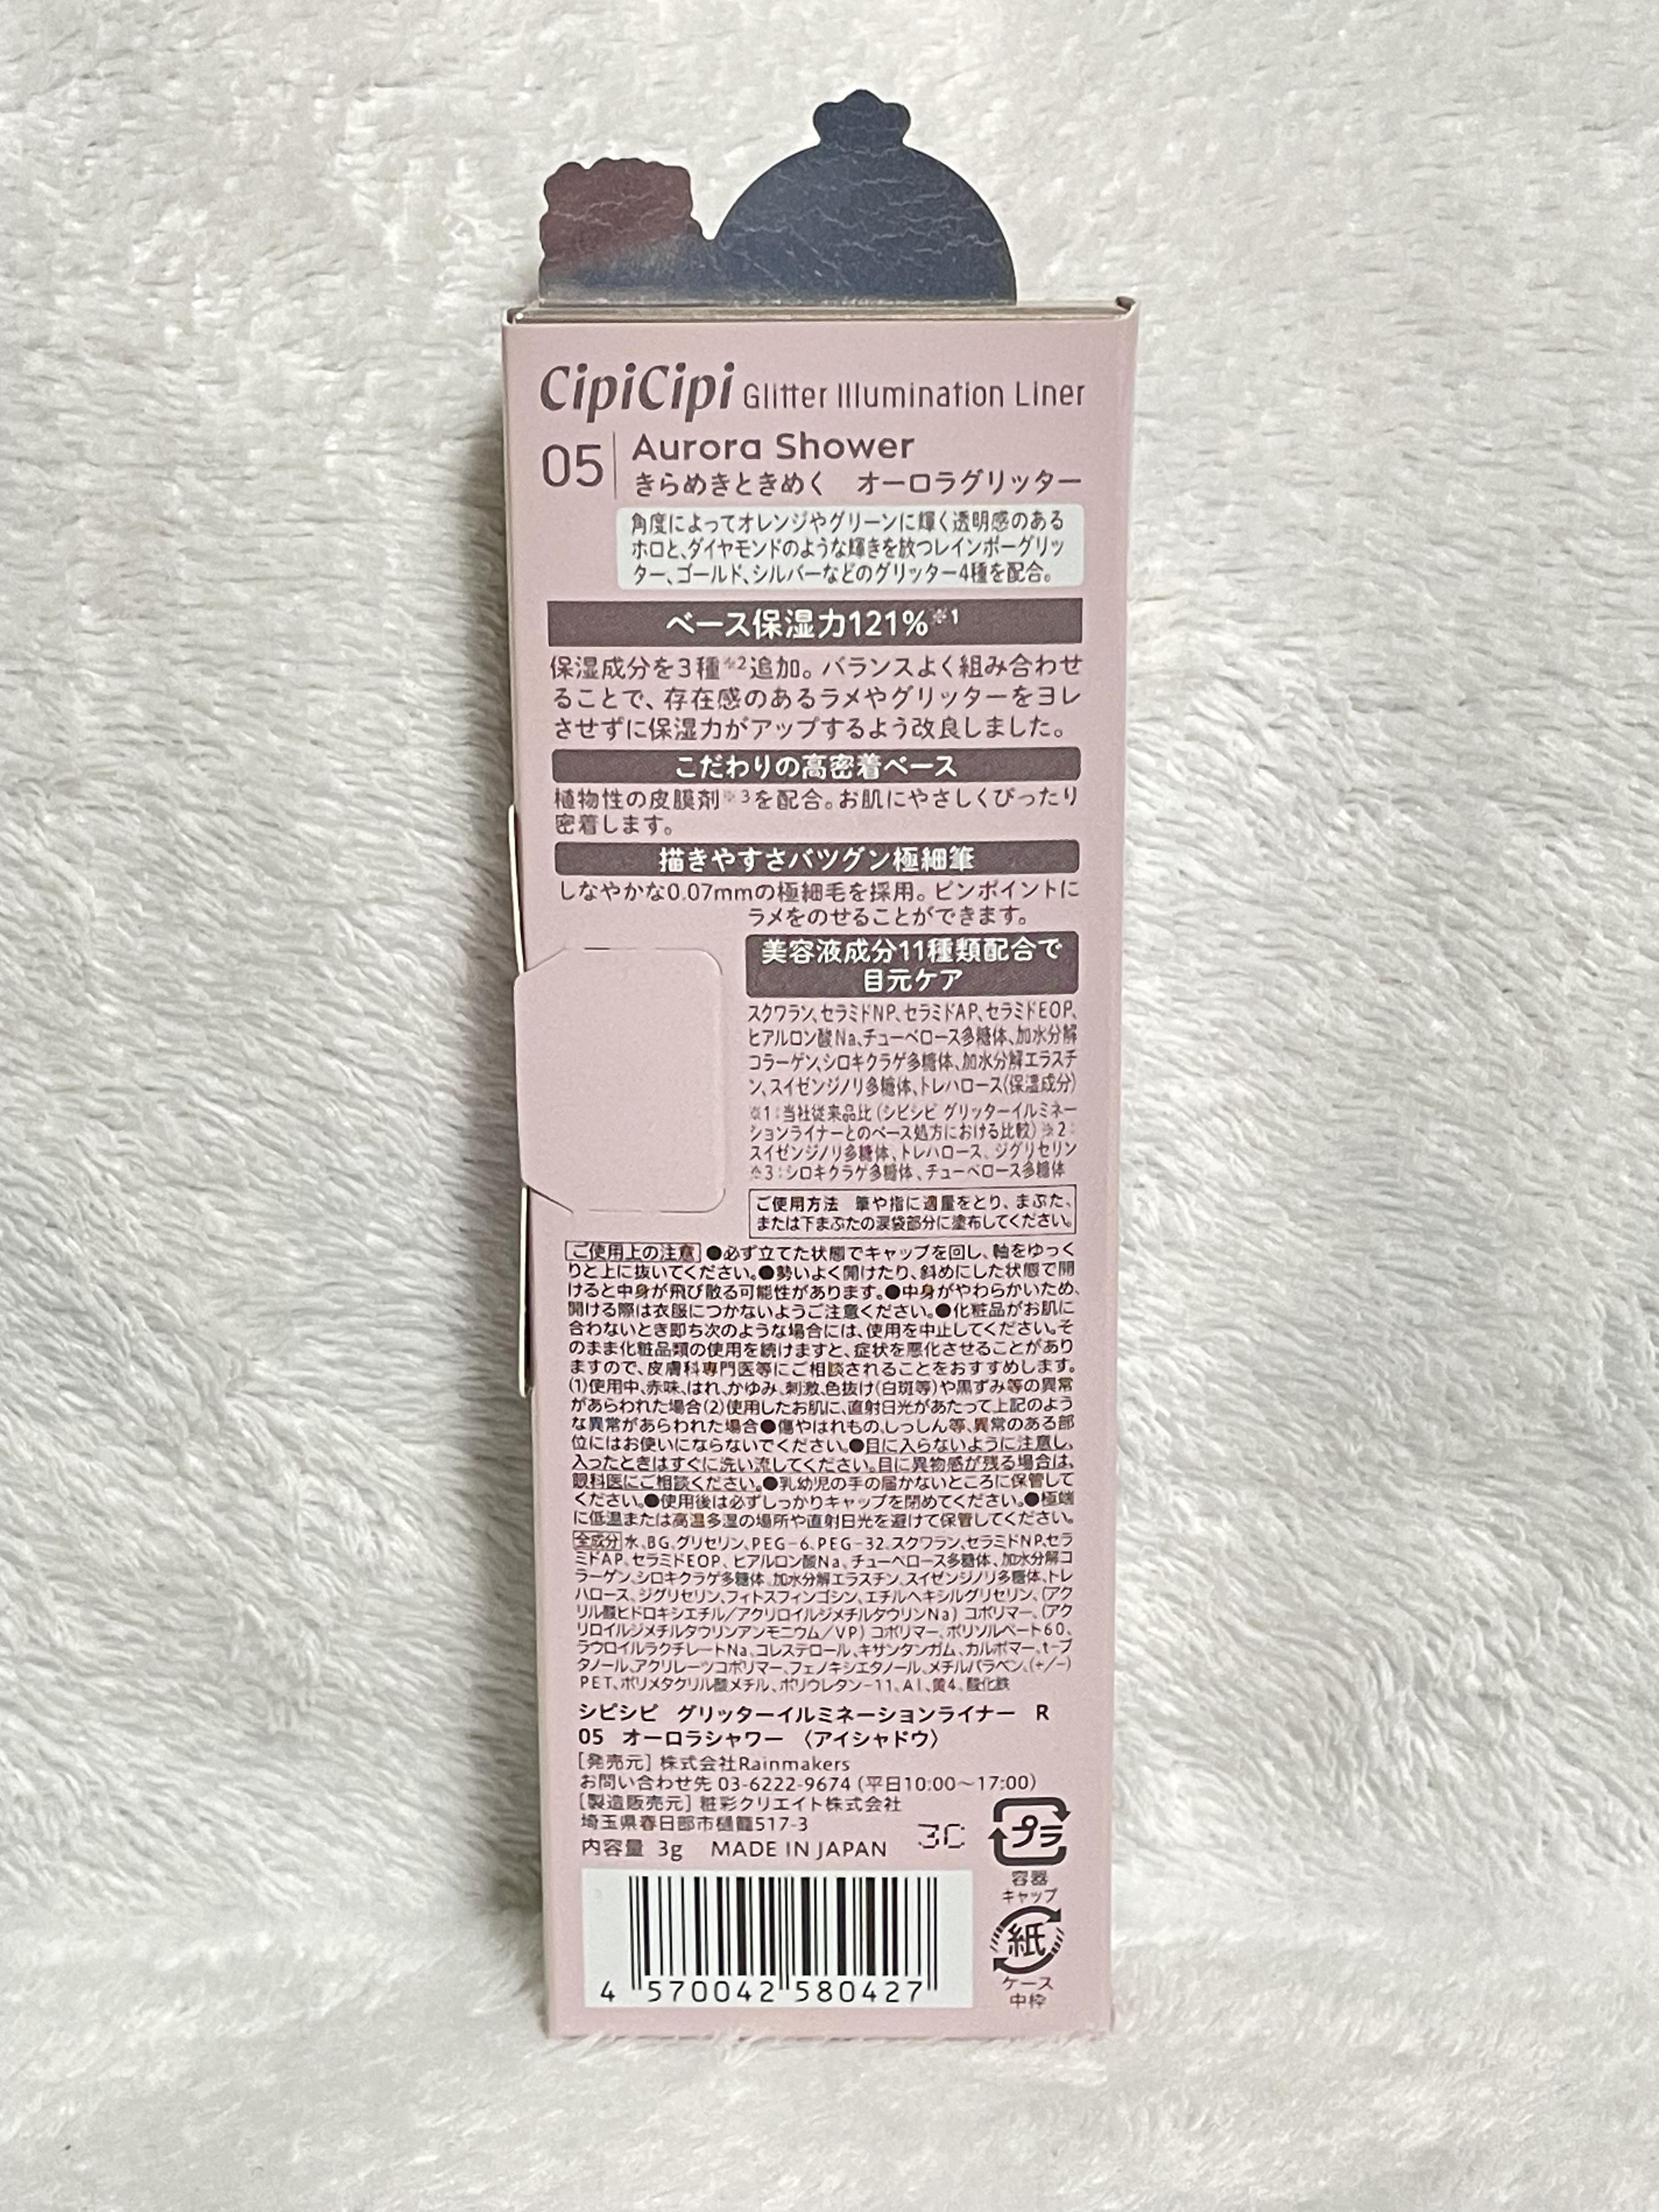 CipiCipi Glitter Illumination Liner
05 Aurora Shower
きらめきときめく オーロラグリッター
角度によってオレンジやグリーンに輝く透明感のある
ホロと、ダイヤモンドのような輝きを放つレインボーグリッ
ター、ゴールド、シルバーなどのグリッター4種を配合。
ベース保湿力121%※1
保湿成分を3種※2追加。バランスよく組み合わせ
ることで、存在感のあるラメやグリッターをヨレ
させずに保湿力がアップするよう改良しました。
こだわりの高密着ベース
植物性の皮膜剤※3を配合。お肌にやさしくぴったり
密着します。
描きやすさバツグン極細筆
しなやかな0.07mmの極細毛を採用。ピンポイントに
ラメをのせることができます。
美容液成分11種類配合で
目元ケア
スクワラン、セラミドNP、セラミドAP、セラミドEOP、
ヒアルロン酸Na、チューベロース多糖体、加水分解
コラーゲン、シロキクラゲ多糖体、加水分解エラスチ
ン、スイゼンジノリ多糖体、トレハロース(保湿成分)
※1:当社従来品比(シピシピ グリッターイルミネー
ションライナーとのベース処方における比較) ※2:
スイゼンジノリ多糖体、トレハロース、ジグリセリン
※3:シロキクラゲ多糖体、チューベロース多糖体
ご使用方法 筆や指に適量をとり、まぶた、
または下まぶたの涙袋部分に塗布してください。
ご使用上の注意 ●必ず立てた状態でキャップを回し、軸をゆっく
りと上に抜いてください。●勢いよく開けたり、斜めにした状態で開
けると中身が飛び散る可能性があります。●中身がやわらかいため、
開ける際は衣服につかないようご注意ください。●化粧品がお肌に
合わないとき即ち次のような場合には、使用を中止してください。そ
のまま化粧品類の使用を続けますと、症状を悪化させることがあり
ますので、皮膚科専門医等にご相談されることをおすすめします。
(1)使用中、赤味、はれ、かゆみ、刺激、色抜け(白斑等)や黒ずみ等の異常
があらわれた場合(2)使用したお肌に、直射日光があたって上記のよう
な異常があらわれた場合●傷やはれもの、しっしん等、異常のある部
位にはお使いにならないでください。●目に入らないように注意し、
入ったときはすぐに洗い流してください。目に異物感が残る場合は、
眼科医にご相談ください。●乳幼児の手の届かないところに保管して
ください。●使用後は必ずしっかりキャップを閉めてください。●極端
に低温または高温多湿の場所や直射日光を避けて保管してください。
全成分 水、BG、グリセリン、PEG-6、PEG-32、スクワラン、セラミドNP、セラ
ミドAP、セラミドEOP、ヒアルロン酸Na、チューベロース多糖体、加水分解コ
ラーゲン、シロキクラゲ多糖体、加水分解エラスチン、スイゼンジノリ多糖体、トレ
ハロース、ジグリセリン、フィトスフィンゴシン、エチルヘキシルグリセリン、(アク
リル酸ヒドロキシエチル/アクリロイルジメチルタウリンNa)コポリマー、(アク
リロイルジメチルタウリンアンモニウム/VP)コポリマー、ポリソルベート60、
ラウロイルラクチレートNa、コレステロール、キサンタンガム、カルボマー、t-ブ
タノール、アクリレーツコポリマー、フェノキシエタノール、メチルパラベン、(+/-)
PET、ポリメタクリル酸メチル、ポリウレタン-11、Al、黄4、酸化鉄
シピシピ グリッターイルミネーションライナー R
05 オーロラシャワー 〈アイシャドウ〉
[発売元] 株式会社Rainmakers
お問い合わせ先 03-6222-9674 (平日10:00~17:00)
[製造販売元] 粧彩クリエイト株式会社
埼玉県春日部市樋籠517-3
内容量 3g MADE IN JAPAN 3C
プラ
容器
キャップ
紙
ケース
中枠
4 570042 580427